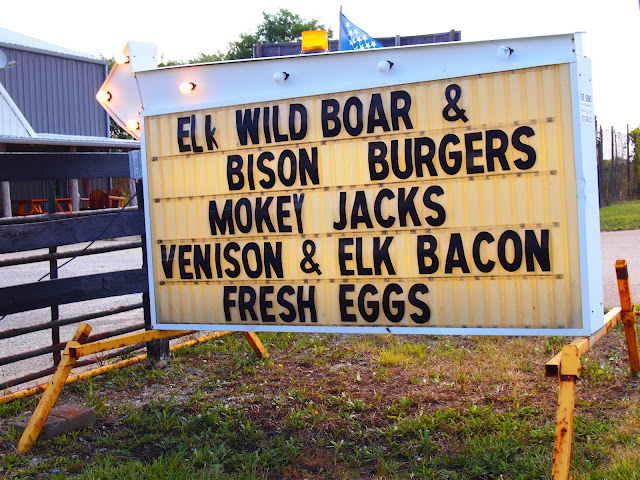 ELk WILD BOAR &
BISON BURGERS
MOKEY JACKS
VENISON & ELK BACON
FRESH EGGS